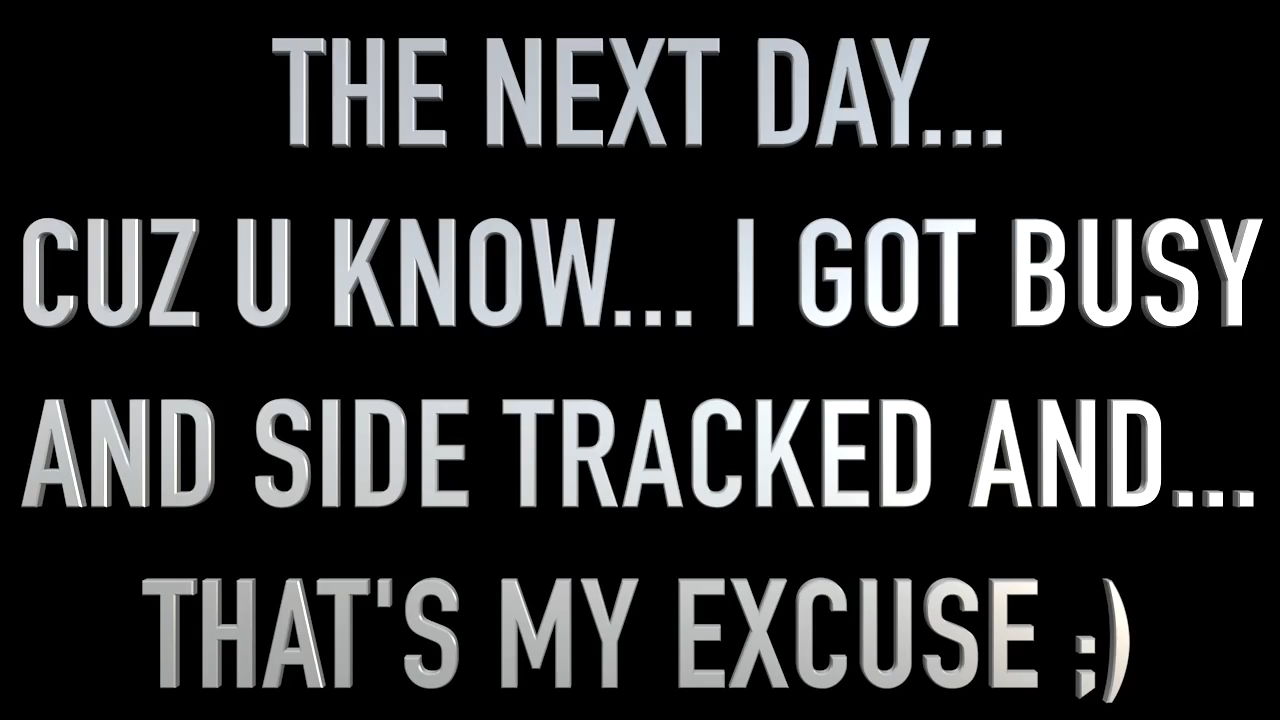 THE NEXT DAY...
CUZ U KNOW... I GOT BUSY
AND SIDE TRACKED AND...
THAT'S MY EXCUSE ;)